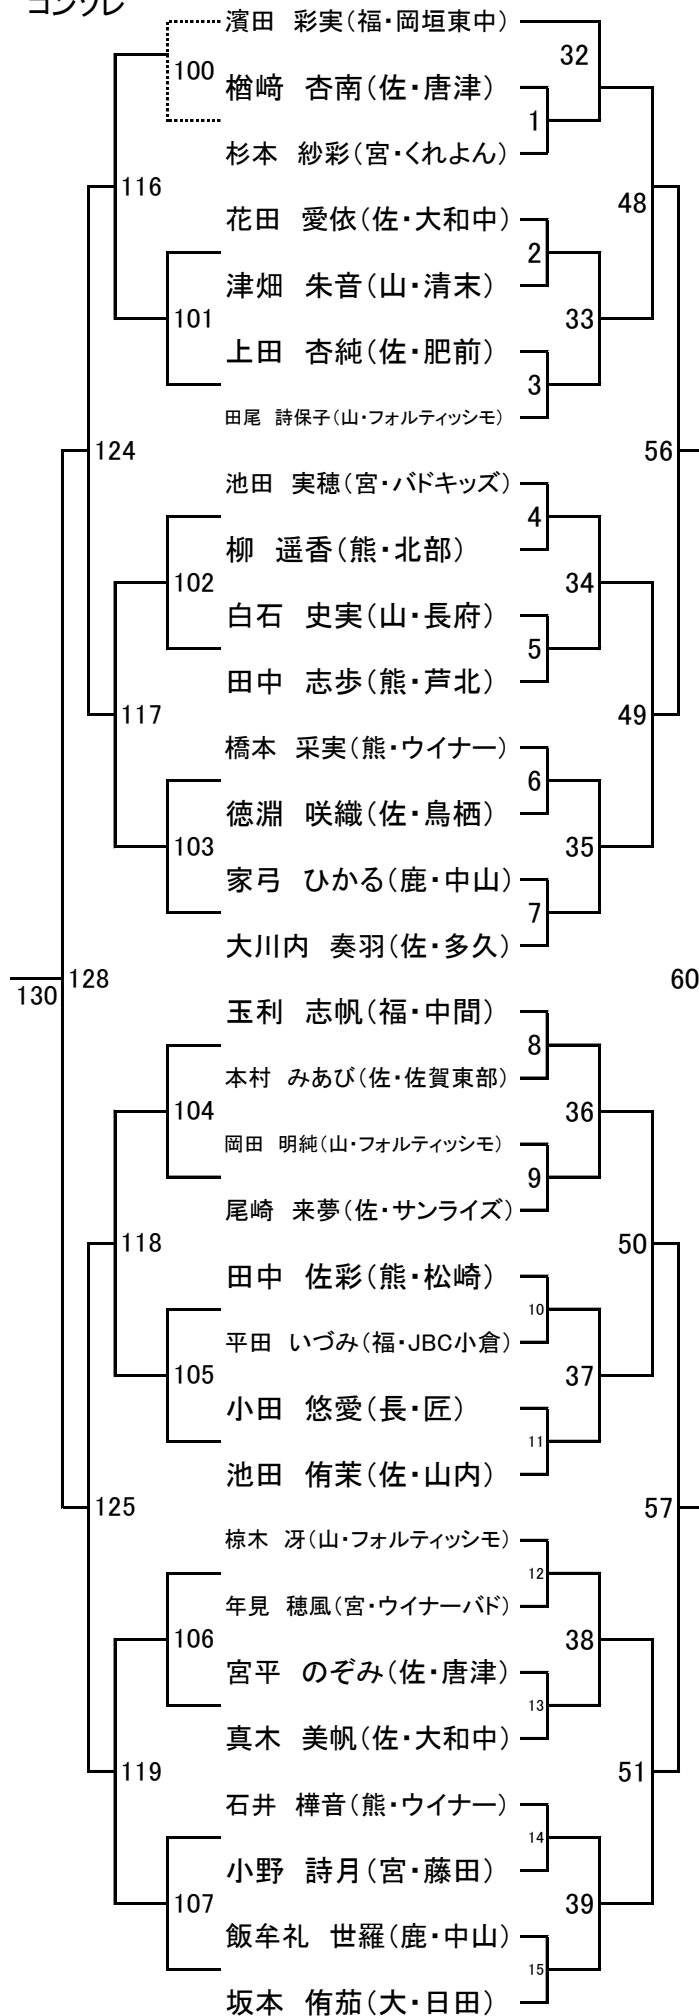 コンソレ
濱田 彩実(福・岡垣東中)
32
100
楢﨑 杏南(佐・唐津)
1
杉本 紗彩(宮・くれよん)
116
48
花田 愛依(佐・大和中)
2
津畑 朱音(山・清末)
101
33
上田 杏純(佐・肥前)
3
田尾 詩保子(山・フォルティッシモ)
124
56
池田 実穂(宮・バドキッズ)
4
柳 遥香(熊・北部)
102
34
白石 史実(山・長府)
5
田中 志歩(熊・芦北)
117
49
橋本 采実(熊・ウイナー)
6
徳淵 咲織(佐・鳥栖)
103
35
家弓 ひかる(鹿・中山)
7
大川内 奏羽(佐・多久)
130
128
60
玉利 志帆(福・中間)
8
本村 みあび(佐・佐賀東部)
104
36
岡田 明純(山・フォルティッシモ)
9
尾崎 来夢(佐・サンライズ)
118
50
田中 佐彩(熊・松崎)
10
平田 いづみ(福・JBC小倉)
105
37
小田 悠愛(長・匠)
11
池田 侑茉(佐・山内)
125
57
椋木 冴(山・フォルティッシモ)
12
年見 穂風(宮・ウイナーバド)
106
38
宮平 のぞみ(佐・唐津)
13
真木 美帆(佐・大和中)
119
51
石井 樺音(熊・ウイナー)
14
小野 詩月(宮・藤田)
107
39
飯牟礼 世羅(鹿・中山)
15
坂本 侑茄(大・日田)